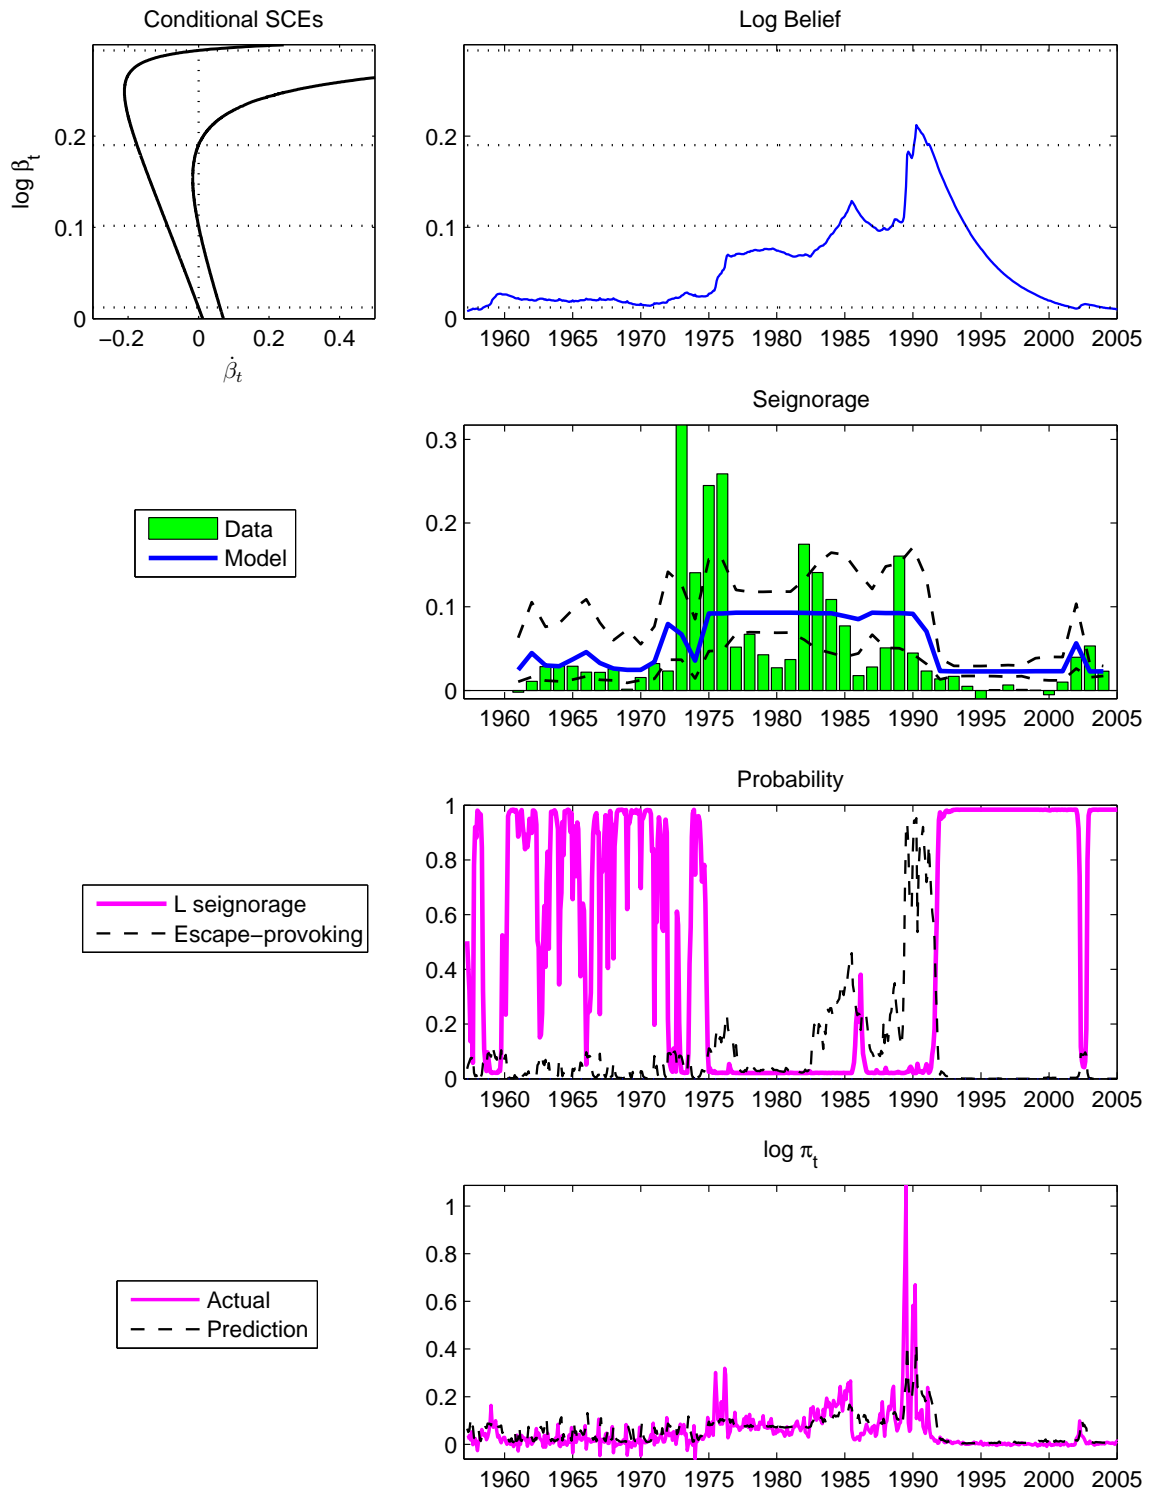 Conditional SCEs
Log Belief
log βt
0.2
0.1
0
−0.2 0 0.2 0.4
β̇t
0.2
0.1
0
1960 1965 1970 1975 1980 1985 1990 1995 2000 2005
Seignorage
Data
Model
0.3
0.2
0.1
0
1960 1965 1970 1975 1980 1985 1990 1995 2000 2005
Probability
L seignorage
Escape−provoking
1
0.8
0.6
0.4
0.2
0
1960 1965 1970 1975 1980 1985 1990 1995 2000 2005
log πt
Actual
Prediction
1
0.8
0.6
0.4
0.2
0
1960 1965 1970 1975 1980 1985 1990 1995 2000 2005